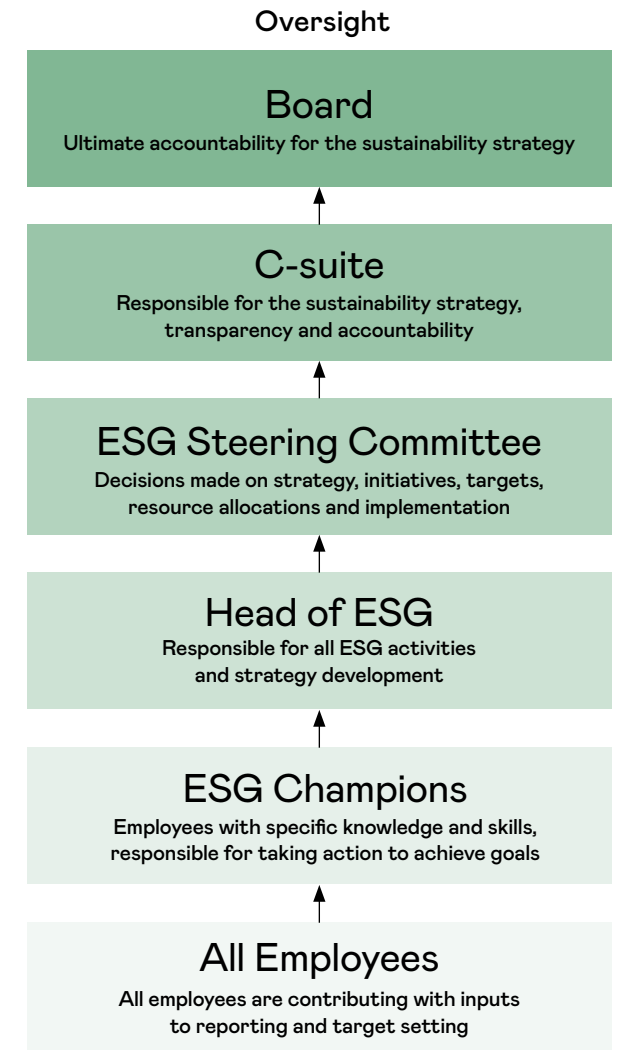 Oversight
Board
Ultimate accountability for the sustainability strategy
C-suite
Responsible for the sustainability strategy,
transparency and accountability
ESG Steering Committee
Decisions made on strategy, initiatives, targets,
resource allocations and implementation
Head of ESG
Responsible for all ESG activities
and strategy development
ESG Champions
Employees with specific knowledge and skills,
responsible for taking action to achieve goals
All Employees
All employees are contributing with inputs
to reporting and target setting